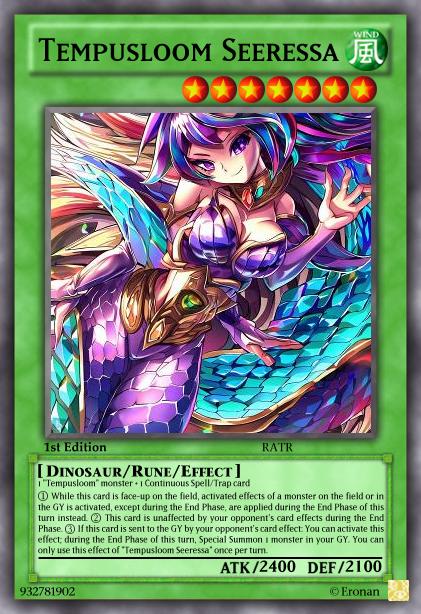 Tempusloom Seeressa
WIND
風
1st Edition
RATR
[ Dinosaur/Rune/Effect ]
1 "Tempusloom" monster + 1 Continuous Spell/Trap card
① While this card is face-up on the field, activated effects of a monster on the field or in
the GY is activated, except during the End Phase, are applied during the End Phase of this
turn instead. ② This card is unaffected by your opponent's card effects during the End
Phase. ③ If this card is sent to the GY by your opponent's card effect: You can activate this
effect; during the End Phase of this turn, Special Summon 1 monster in your GY. You can
only use this effect of "Tempusloom Seeressa" once per turn.
ATK/2400 DEF/2100
932781902
© Eronan